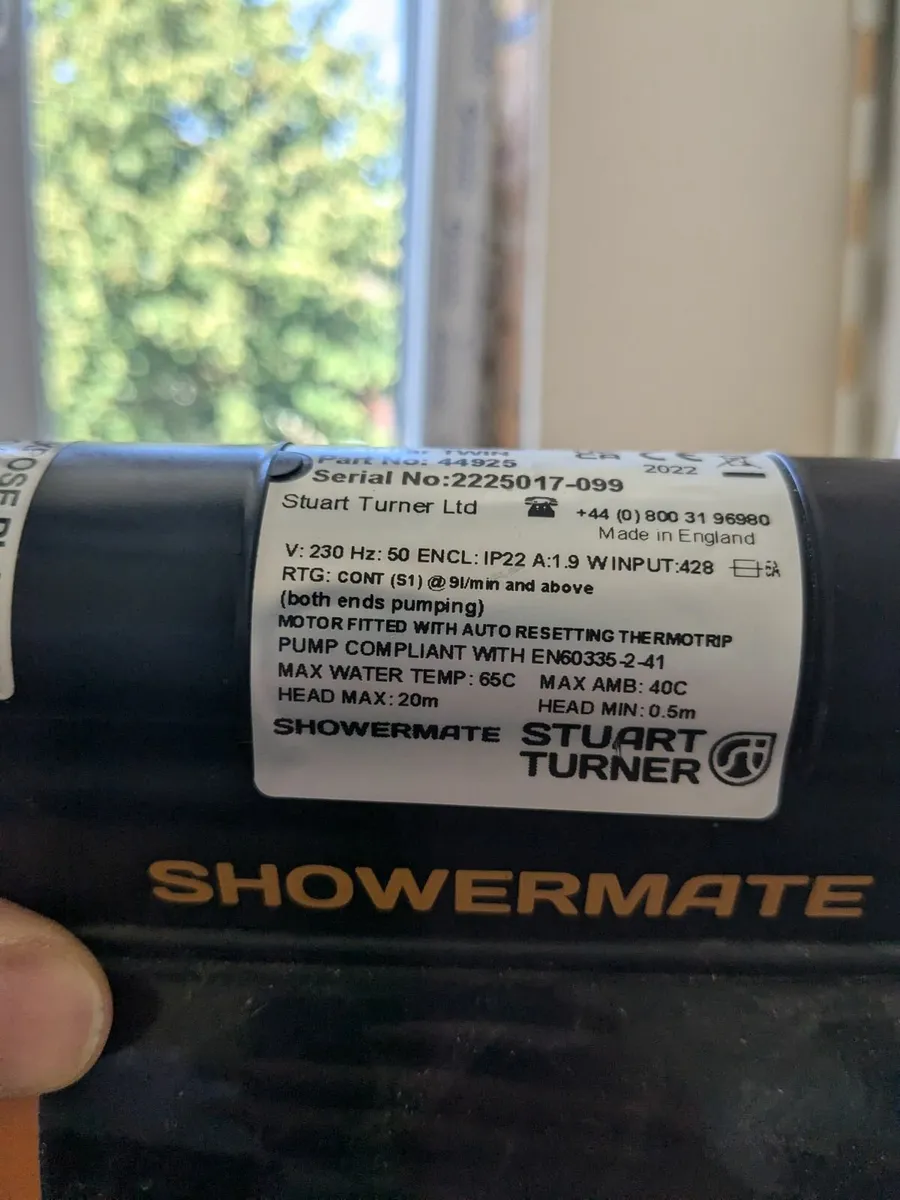 TWIN
Part No: 44925
2022
Serial No:2225017-099
Stuart Turner Ltd
+44 (0) 800 31 96980
Made in England
V: 230 Hz: 50 ENCL: IP22 A:1.9 W INPUT:428
RTG: CONT (S1) @ 9l/min and above
(both ends pumping)
MOTOR FITTED WITH AUTO RESETTING THERMOTRIP
PUMP COMPLIANT WITH EN60335-2-41
MAX WATER TEMP: 65C MAX AMB: 40C
HEAD MAX: 20m HEAD MIN: 0.5m
SHOWERMATE STUART
TURNER
SHOWERMATE